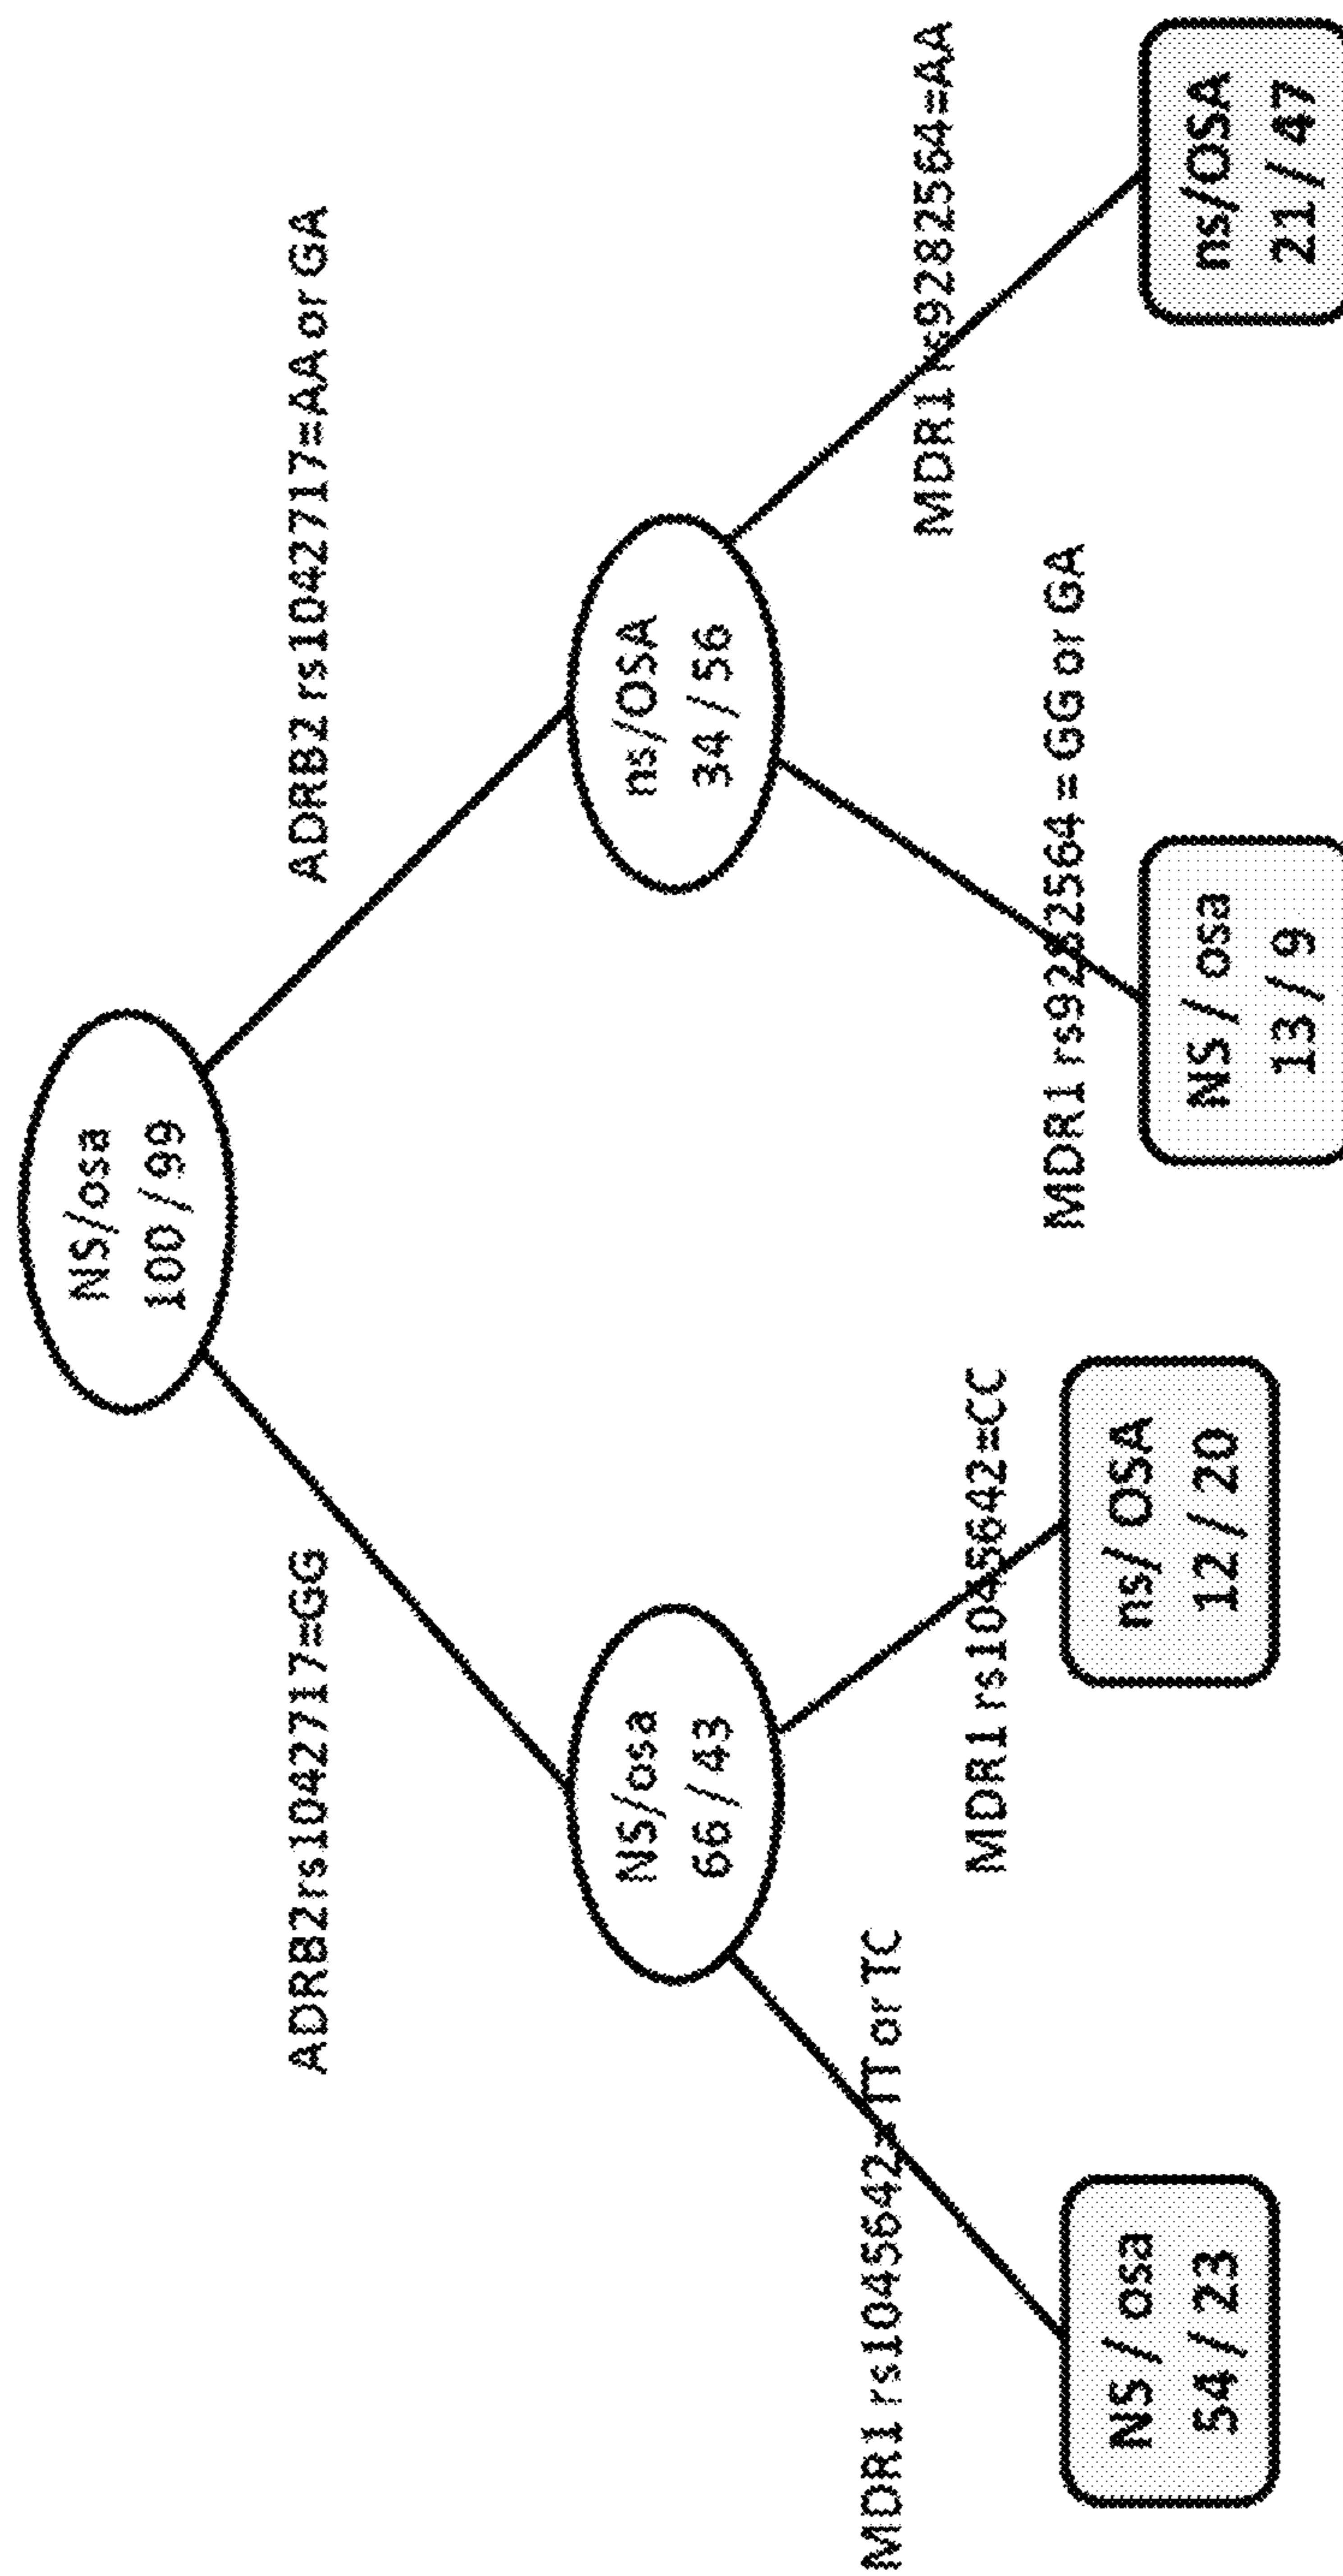 NS/osa
100/99
ADRB2rs1042717=GG
ADRB2 rs1042717=AA or GA
NS/osa
66/43
ns/OSA
34/56
MDR1 rs1045642=TT or TC
MDR1 rs1045642=CC
MDR1 rs9282564=GG or GA
MDR1 rs9282564=AA
NS / osa
54 / 23
ns/ OSA
12 / 20
NS / osa
13 / 9
ns/OSA
21 / 47